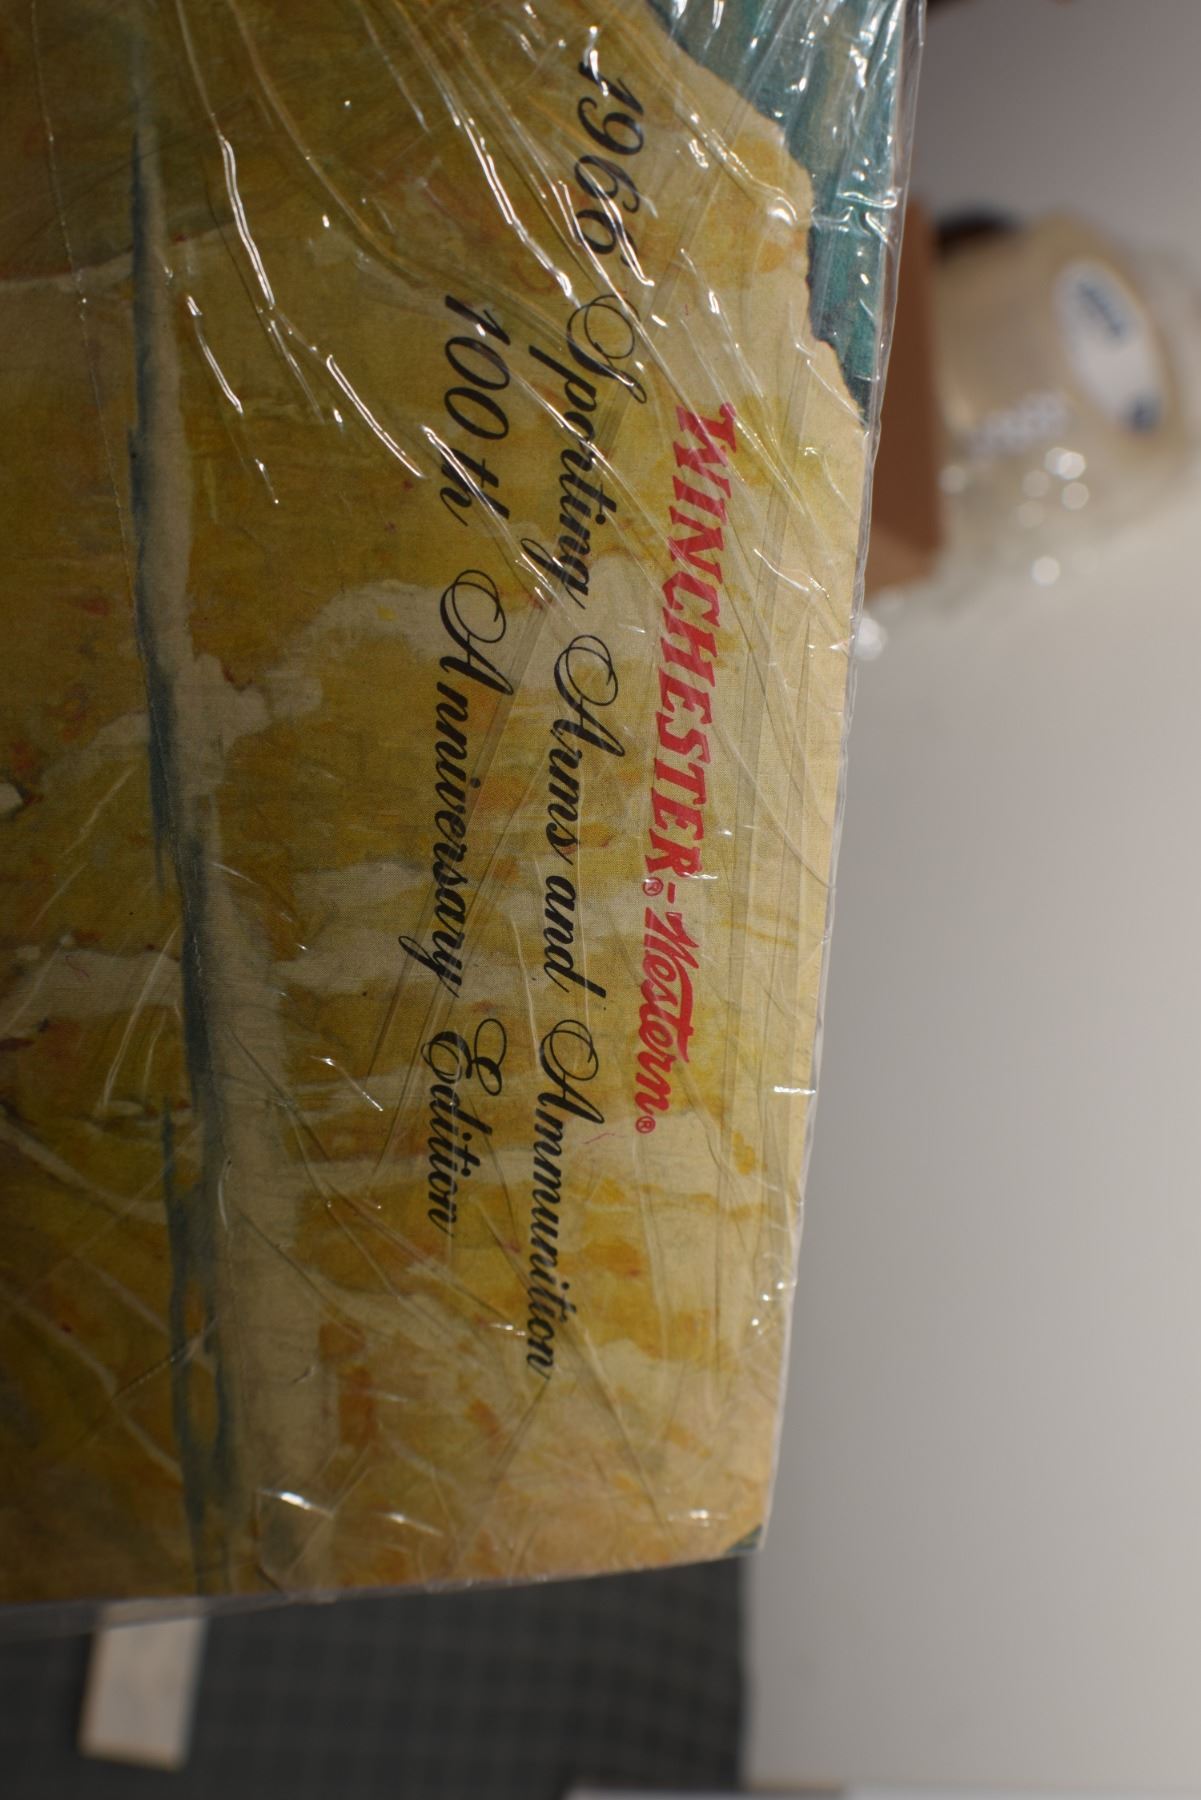 WINCHESTER®-Western®
1966 Sporting Arms and Ammunition
100th Anniversary Edition